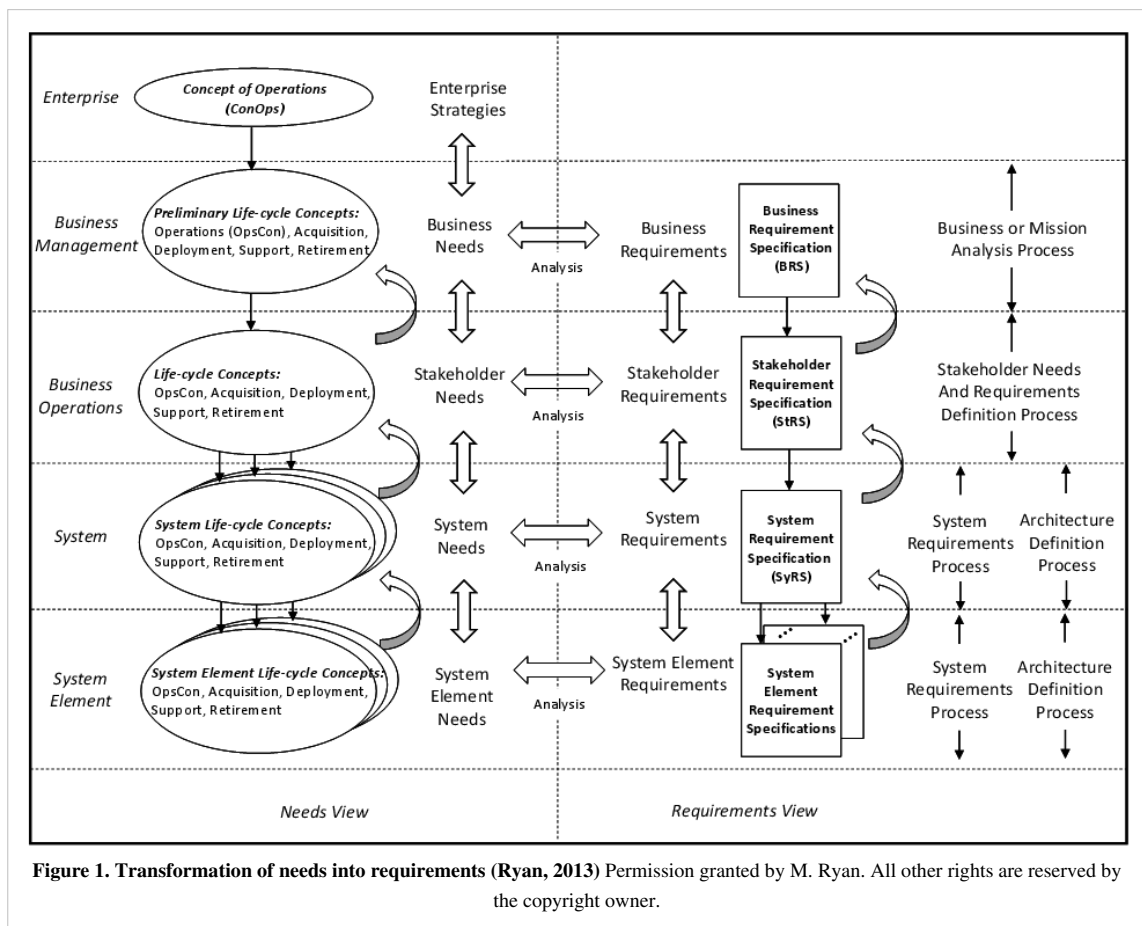 Enterprise
Concept of Operations
(ConOps)
Enterprise
Strategies
Business
Management
Preliminary Life-cycle Concepts:
Operations (OpsCon), Acquisition,
Deployment, Support, Retirement
Business
Needs
Analysis
Business
Requirements
Business
Requirement
Specification
(BRS)
Business or Mission
Analysis Process
Business
Operations
Life-cycle Concepts:
OpsCon, Acquisition, Deployment,
Support, Retirement
Stakeholder
Needs
Analysis
Stakeholder
Requirements
Stakeholder
Requirement
Specification
(StRS)
Stakeholder Needs
And Requirements
Definition Process
System
System Life-cycle Concepts:
OpsCon, Acquisition, Deployment,
Support, Retirement
System
Needs
Analysis
System
Requirements
System
Requirement
Specification
(SyRS)
System
Requirements
Process
Architecture
Definition
Process
System
Element
System Element Life-cycle Concepts:
OpsCon, Acquisition, Deployment,
Support, Retirement
System
Element
Needs
Analysis
System Element
Requirements
System
Element
Requirement
Specifications
System
Requirements
Process
Architecture
Definition
Process
Needs View
Requirements View
Figure 1. Transformation of needs into requirements (Ryan, 2013) Permission granted by M. Ryan. All other rights are reserved by
the copyright owner.